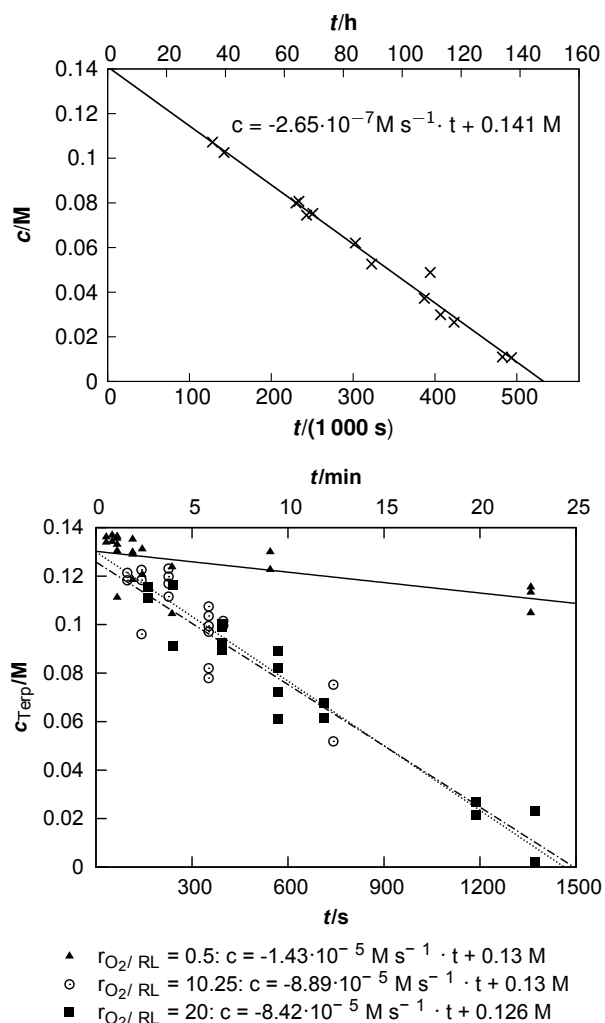 t/h
0 20 40 60 80 100 120 140 160
0.14
0.12
0.1
0.08
0.06
0.04
0.02
0
c/M
c = -2.65·10⁻⁷M s⁻¹· t + 0.141 M
0 100 200 300 400 500
t/(1 000 s)
t/min
0 5 10 15 20 25
0.14
0.12
0.1
0.08
0.06
0.04
0.02
0
c_Terp/M
300 600 900 1200 1500
t/s
r_O₂/ RL = 0.5: c = -1.43·10⁻ ⁵ M s⁻ ¹ · t + 0.13 M
r_O₂/ RL = 10.25: c = -8.89·10⁻ ⁵ M s⁻ ¹ · t + 0.13 M
r_O₂/ RL = 20: c = -8.42·10⁻ ⁵ M s⁻ ¹ · t + 0.126 M